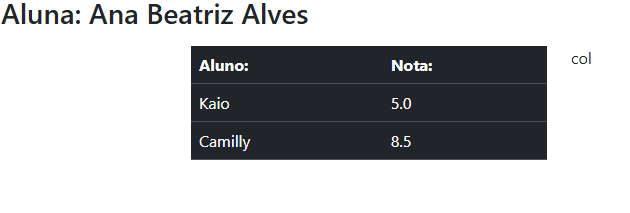 Aluna: Ana Beatriz Alves
Aluno: Nota: col
Kaio 5.0
Camilly 8.5